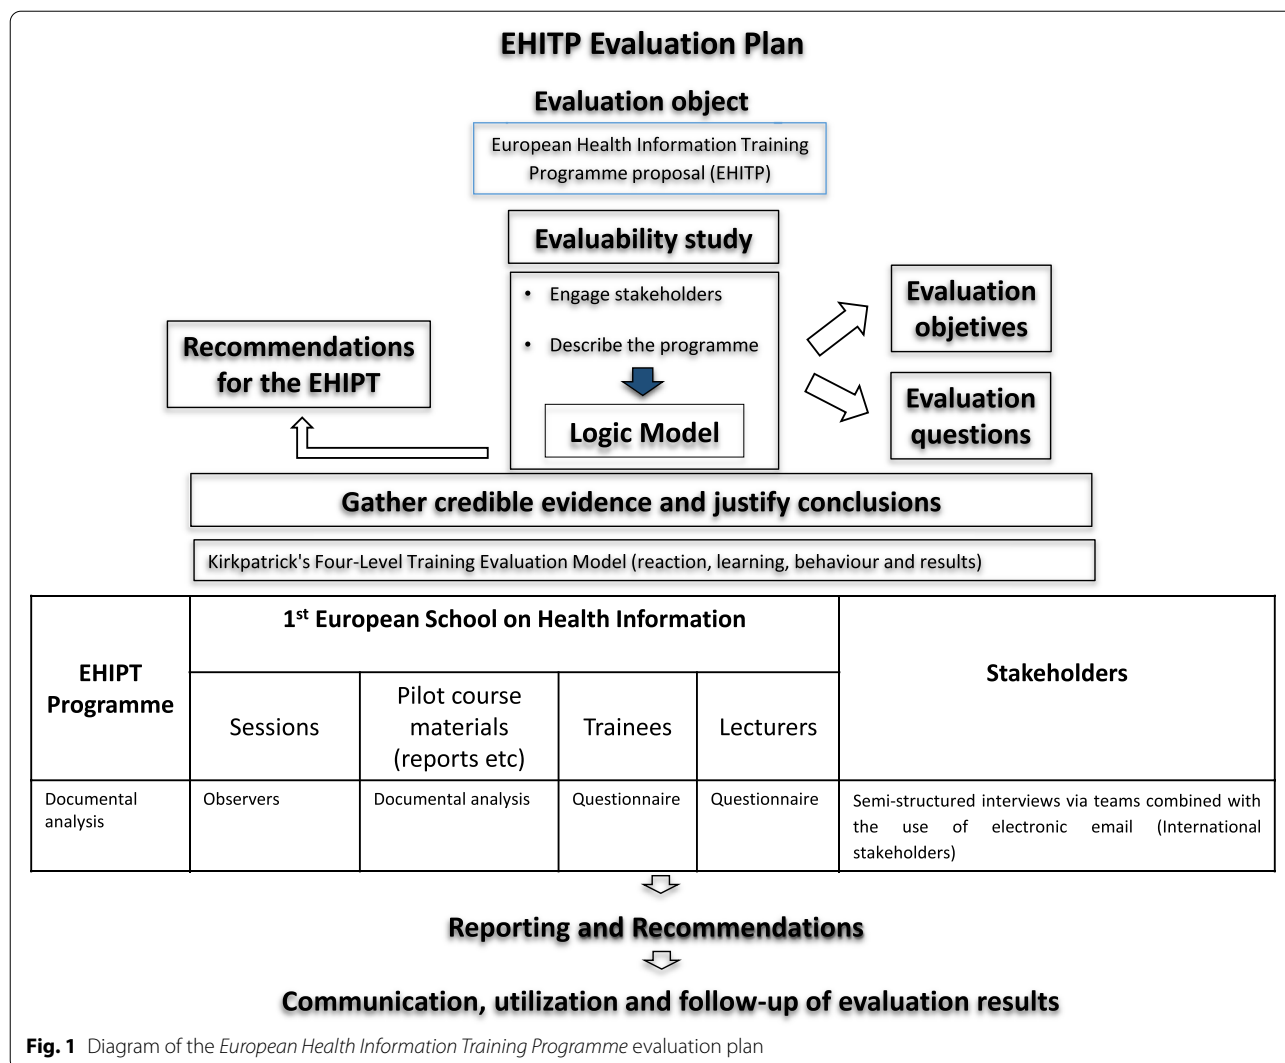 EHITP Evaluation Plan
Evaluation object
European Health Information Training
Programme proposal (EHITP)
Evaluability study
• Engage stakeholders
• Describe the programme
Logic Model
Evaluation
objetives
Evaluation
questions
Recommendations
for the EHIPT
Gather credible evidence and justify conclusions
Kirkpatrick's Four-Level Training Evaluation Model (reaction, learning, behaviour and results)
EHIPT
Programme
1st European School on Health Information
Stakeholders
Sessions
Pilot course
materials
(reports etc)
Trainees
Lecturers
Documental
analysis
Observers
Documental analysis
Questionnaire
Questionnaire
Semi-structured interviews via teams combined with
the use of electronic email (International
stakeholders)
Reporting and Recommendations
Communication, utilization and follow-up of evaluation results
Fig. 1 Diagram of the European Health Information Training Programme evaluation plan